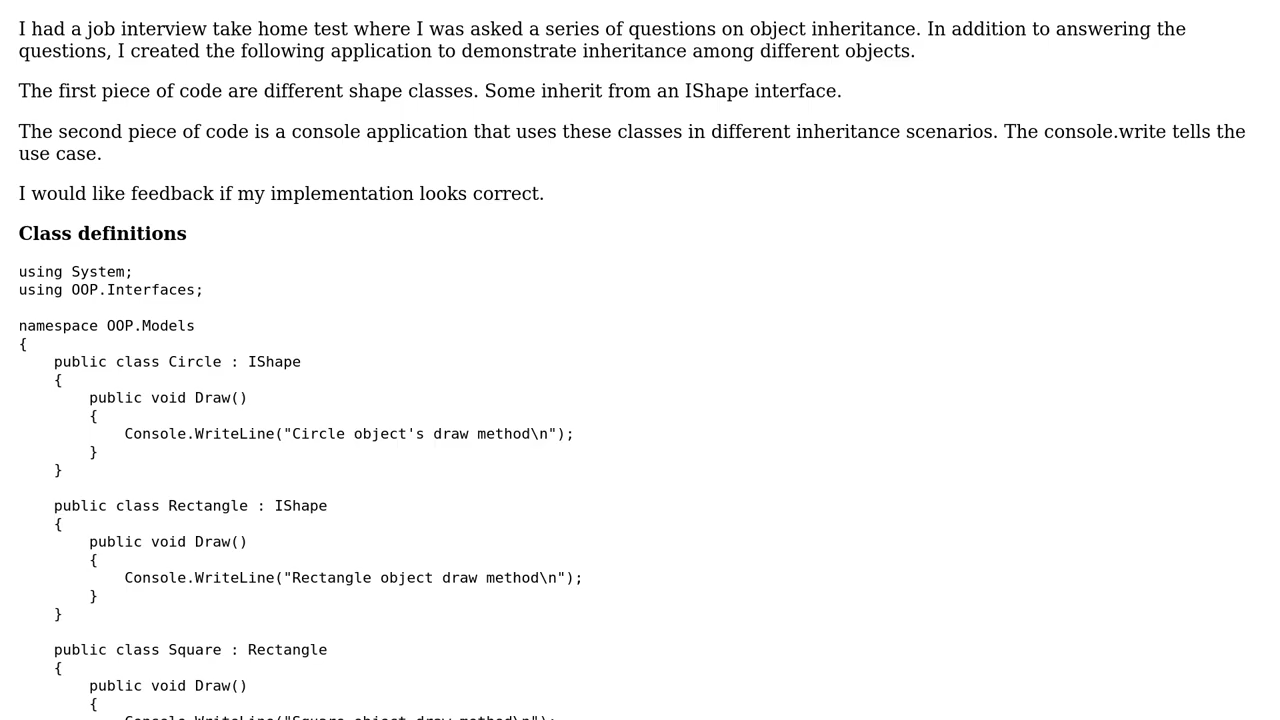 I had a job interview take home test where I was asked a series of questions on object inheritance. In addition to answering the
questions, I created the following application to demonstrate inheritance among different objects.
The first piece of code are different shape classes. Some inherit from an IShape interface.
The second piece of code is a console application that uses these classes in different inheritance scenarios. The console.write tells the
use case.
I would like feedback if my implementation looks correct.
Class definitions
using System;
using OOP.Interfaces;
namespace OOP.Models
{
    public class Circle : IShape
    {
        public void Draw()
        {
            Console.WriteLine("Circle object's draw method\n");
        }
    }
    public class Rectangle : IShape
    {
        public void Draw()
        {
            Console.WriteLine("Rectangle object draw method\n");
        }
    }
    public class Square : Rectangle
    {
        public void Draw()
        {
            Console.WriteLine("Square object draw method\n");